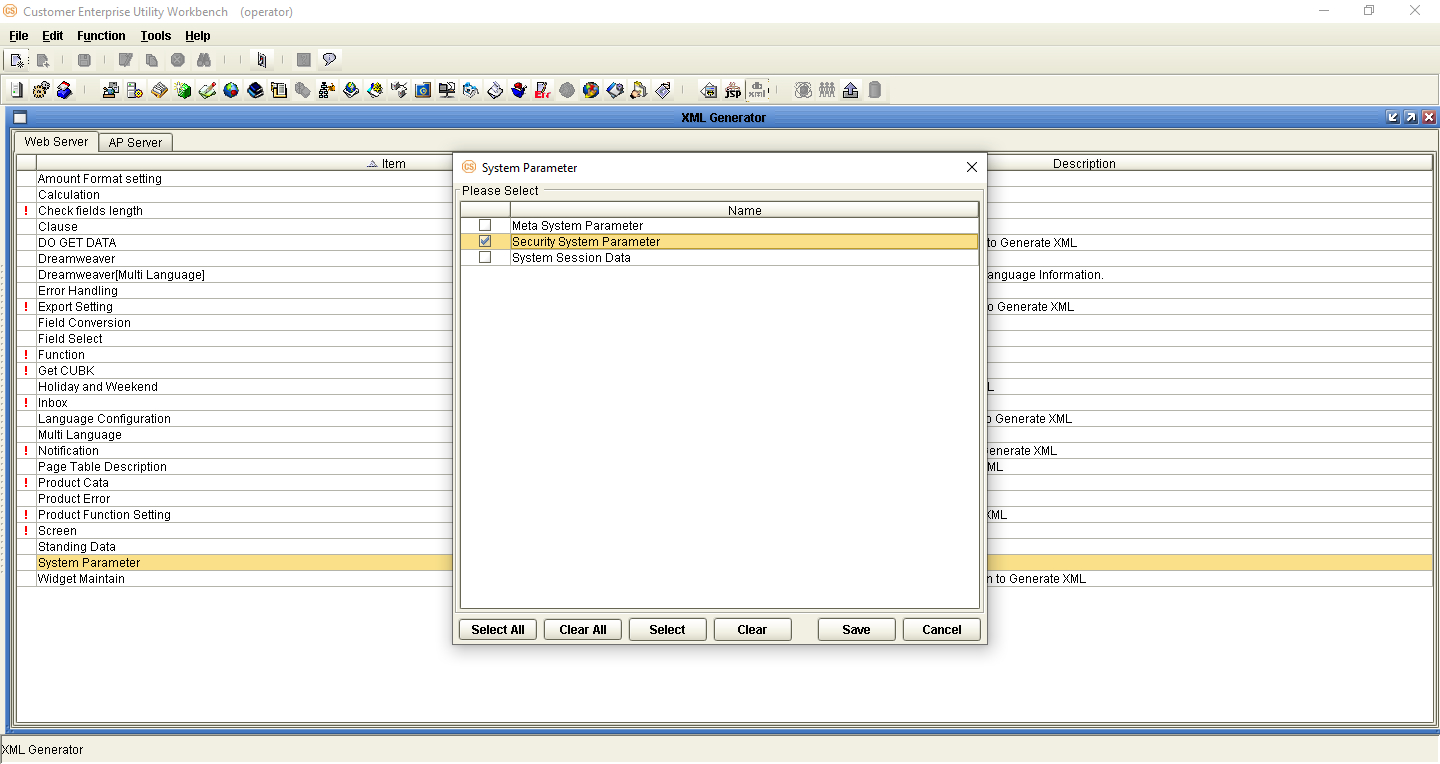 CS Customer Enterprise Utility Workbench (operator)
File Edit Function Tools Help
JSP xml
XML Generator
Web Server AP Server
Item Description
Amount Format setting
Calculation
! Check fields length
Clause
DO GET DATA to Generate XML
Dreamweaver
Dreamweaver[Multi Language] anguage Information.
Error Handling
! Export Setting o Generate XML
Field Conversion
Field Select
! Function
! Get CUBK
Holiday and Weekend L
! Inbox
Language Configuration o Generate XML
Multi Language
! Notification enerate XML
Page Table Description ML
! Product Cata
Product Error
! Product Function Setting XML
! Screen
Standing Data
System Parameter
Widget Maintain n to Generate XML
CS System Parameter
Please Select
Name
Meta System Parameter
Security System Parameter
System Session Data
Select All Clear All Select Clear Save Cancel
XML Generator